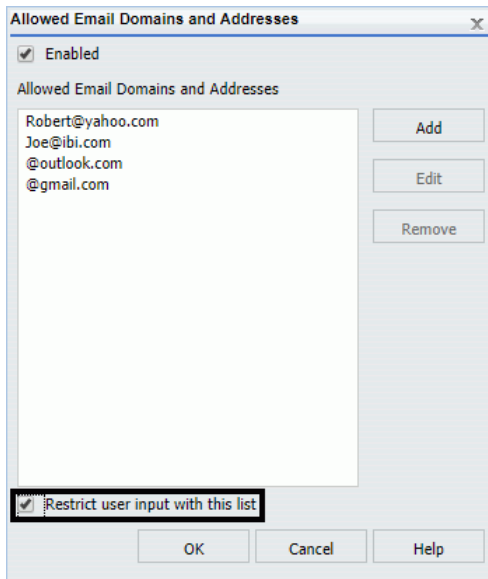 Allowed Email Domains and Addresses
x
Enabled
Allowed Email Domains and Addresses
Robert@yahoo.com
Joe@ibi.com
@outlook.com
@gmail.com
Add
Edit
Remove
Restrict user input with this list
OK
Cancel
Help